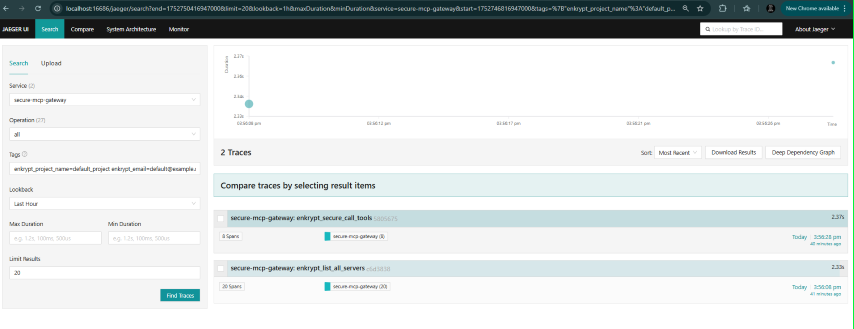 localhost:16686/jaeger/search?end=1752750416947000&limit=20&lookback=1h&maxDuration&minDuration&service=secure-mcp-gateway&start=1752746816947000&tags=%7B"enkrypt_project_name"%3A"default_p...
New Chrome available
JAEGER UI Search Compare System Architecture Monitor
Lookup by Trace ID...
About Jaeger
Search Upload
Service (2)
secure-mcp-gateway
Operation (27)
all
Tags
enkrypt_project_name=default_project enkrypt_email=default@example.
Lookback
Last Hour
Max Duration Min Duration
e.g. 1.2s, 100ms, 500us e.g. 1.2s, 100ms, 500us
Limit Results
20
Find Traces
Duration
2.37s
2.36s
2.34s
2.33s
03:56:08 pm 03:56:12 pm 03:56:17 pm 03:56:21 pm 03:56:26 pm Time
2 Traces Sort: Most Recent Download Results Deep Dependency Graph
Compare traces by selecting result items
secure-mcp-gateway: enkrypt_secure_call_tools 2.37s
8 Spans secure-mcp-gateway (8) Today 3:56:28 pm
40 minutes ago
secure-mcp-gateway: enkrypt_list_all_servers 2.33s
20 Spans secure-mcp-gateway (20) Today 3:56:08 pm
41 minutes ago